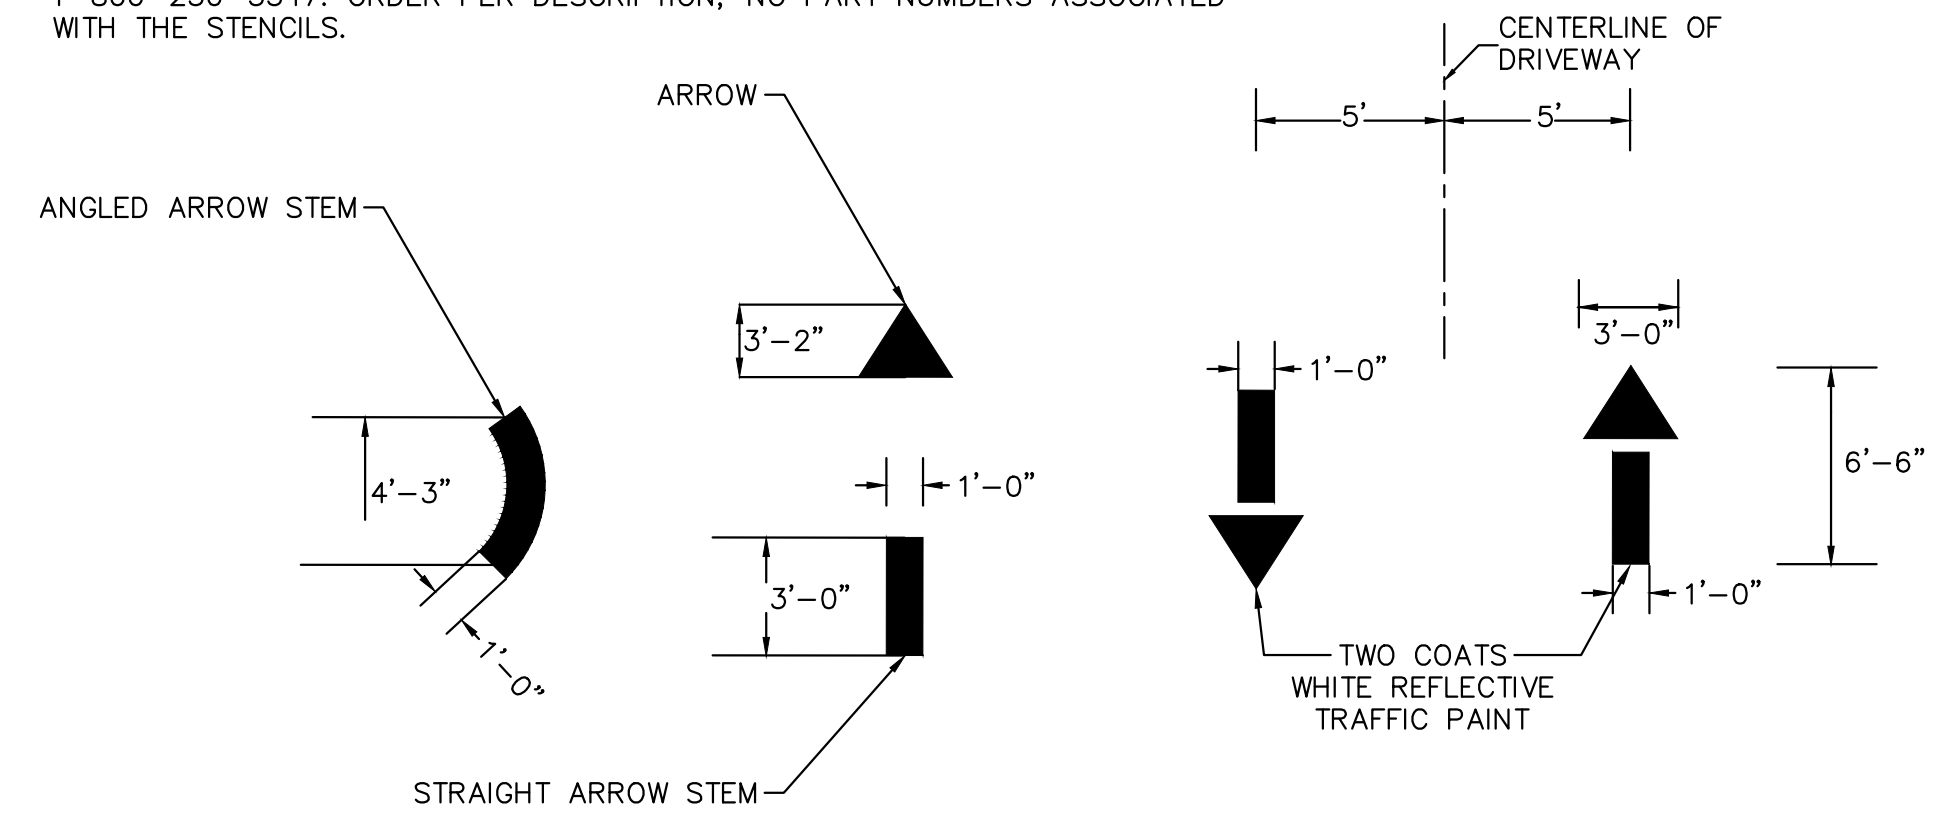 WITH THE STENCILS.
CENTERLINE OF
DRIVEWAY
ARROW
5'
5'
ANGLED ARROW STEM
3'-2"
3'-0"
1'-0"
4'-3"
1'-0"
6'-6"
3'-0"
1'-0"
1'-0"
TWO COATS
WHITE REFLECTIVE
TRAFFIC PAINT
STRAIGHT ARROW STEM